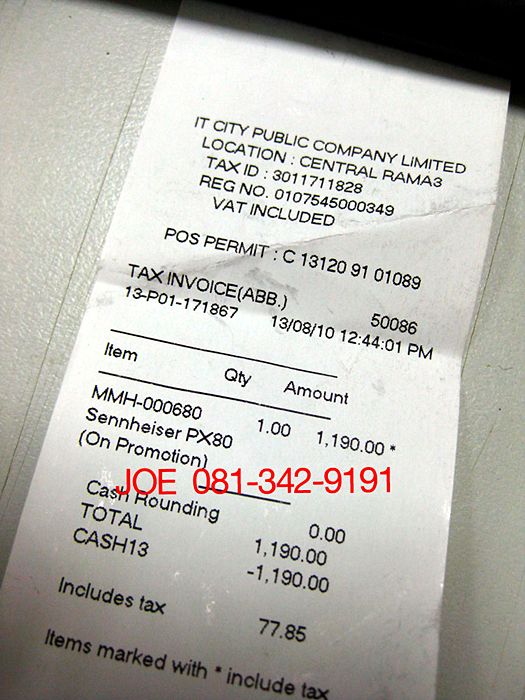 IT CITY PUBLIC COMPANY LIMITED
LOCATION : CENTRAL RAMA3
TAX ID : 3011711828
REG NO. 0107545000349
VAT INCLUDED
POS PERMIT : C 13120 91 01089
TAX INVOICE(ABB.) 50086
13-P01-171867 13/08/10 12:44:01 PM
Item Qty Amount
MMH-000680 1.00 1,190.00 *
Sennheiser PX80
(On Promotion)
JOE 081-342-9191
Cash Rounding 0.00
TOTAL 1,190.00
CASH13 -1,190.00
Includes tax 77.85
Items marked with * include tax